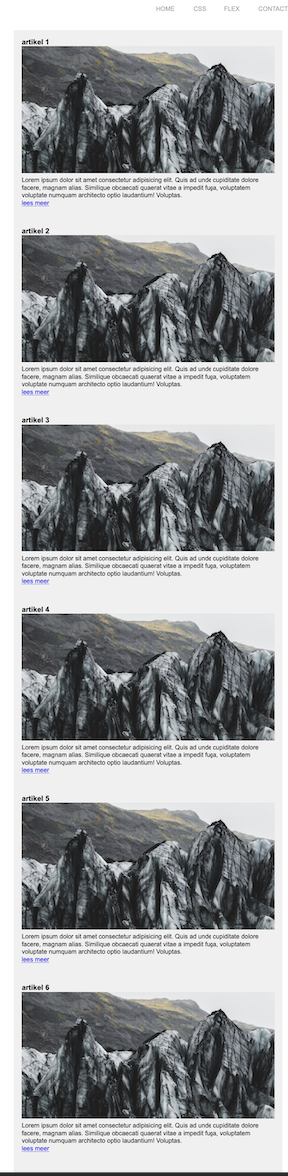 HOME CSS FLEX CONTACT
artikel 1
Lorem ipsum dolor sit amet consectetur adipisicing elit. Quis ad unde cupiditate dolore
facere, magnam alias. Similique obcaecati quaerat vitae a impedit fuga, voluptatem
voluptate numquam architecto optio laudantium! Voluptas.
lees meer
artikel 2
Lorem ipsum dolor sit amet consectetur adipisicing elit. Quis ad unde cupiditate dolore
facere, magnam alias. Similique obcaecati quaerat vitae a impedit fuga, voluptatem
voluptate numquam architecto optio laudantium! Voluptas.
lees meer
artikel 3
Lorem ipsum dolor sit amet consectetur adipisicing elit. Quis ad unde cupiditate dolore
facere, magnam alias. Similique obcaecati quaerat vitae a impedit fuga, voluptatem
voluptate numquam architecto optio laudantium! Voluptas.
lees meer
artikel 4
Lorem ipsum dolor sit amet consectetur adipisicing elit. Quis ad unde cupiditate dolore
facere, magnam alias. Similique obcaecati quaerat vitae a impedit fuga, voluptatem
voluptate numquam architecto optio laudantium! Voluptas.
lees meer
artikel 5
Lorem ipsum dolor sit amet consectetur adipisicing elit. Quis ad unde cupiditate dolore
facere, magnam alias. Similique obcaecati quaerat vitae a impedit fuga, voluptatem
voluptate numquam architecto optio laudantium! Voluptas.
lees meer
artikel 6
Lorem ipsum dolor sit amet consectetur adipisicing elit. Quis ad unde cupiditate dolore
facere, magnam alias. Similique obcaecati quaerat vitae a impedit fuga, voluptatem
voluptate numquam architecto optio laudantium! Voluptas.
lees meer